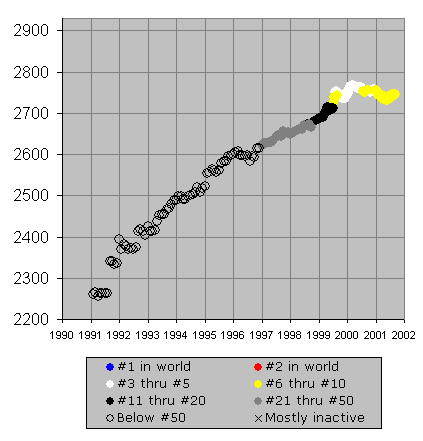 2900
2800
2700
2600
2500
2400
2300
2200
1990 1991 1992 1993 1994 1995 1996 1997 1998 1999 2000 2001 2002
#1 in world #2 in world
#3 thru #5 #6 thru #10
#11 thru #20 #21 thru #50
Below #50 Mostly inactive